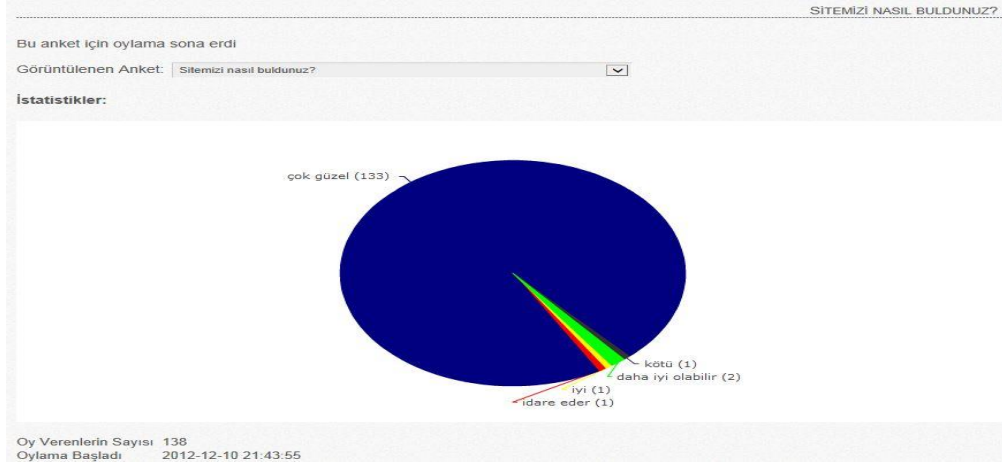 SİTEMİZİ NASIL BULDUNUZ?
Bu anket için oylama sona erdi
Görüntülenen Anket: Sitemizi nasıl buldunuz?
İstatistikler:
çok güzel (133)
kötü (1)
daha iyi olabilir (2)
iyi (1)
idare eder (1)
Oy Verenlerin Sayısı 138
Oylama Başladı 2012-12-10 21:43:55